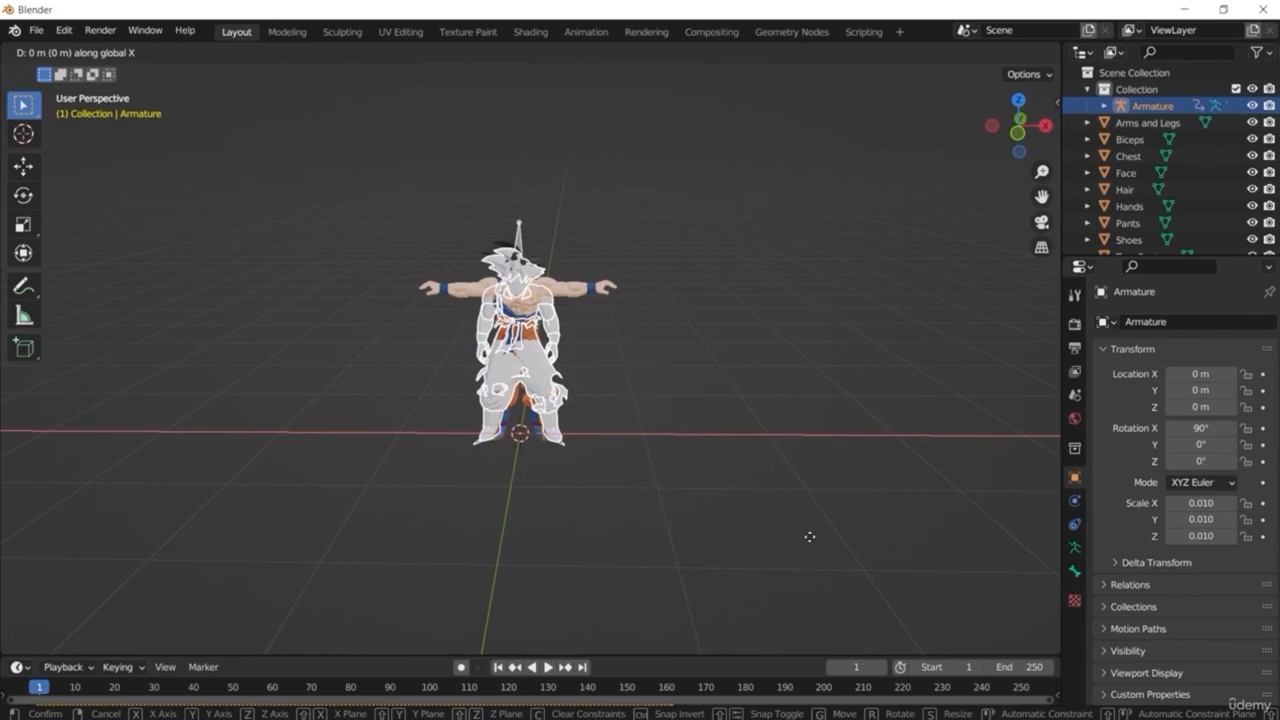 Blender
File Edit Render Window Help Layout Modeling Sculpting UV Editing Texture Paint Shading Animation Rendering Compositing Geometry Nodes Scripting + Scene ViewLayer
D: 0 m (0 m) along global X
Options
User Perspective
(1) Collection | Armature
Z
X
Scene Collection
Collection
Armature
Arms and Legs
Biceps
Chest
Face
Hair
Hands
Pants
Shoes
Armature
Armature
Transform
Location X 0 m
Y 0 m
Z 0 m
Rotation X 90°
Y 0°
Z 0°
Mode XYZ Euler
Scale X 0.010
Y 0.010
Z 0.010
Delta Transform
Relations
Collections
Motion Paths
Visibility
Viewport Display
Custom Properties
Playback Keying View Marker 1 Start 1 End 250
1 10 20 30 40 50 60 70 80 90 100 110 120 130 140 150 160 170 180 190 200 210 220 230 240 250
Confirm Cancel X X Axis Y Y Axis Z Z Axis X X Plane Y Y Plane Z Z Plane C Clear Constraints Ctrl Snap Invert Snap Toggle G Move R Rotate S Resize Automatic Constraint Automatic Constraint Plane
ûdemy